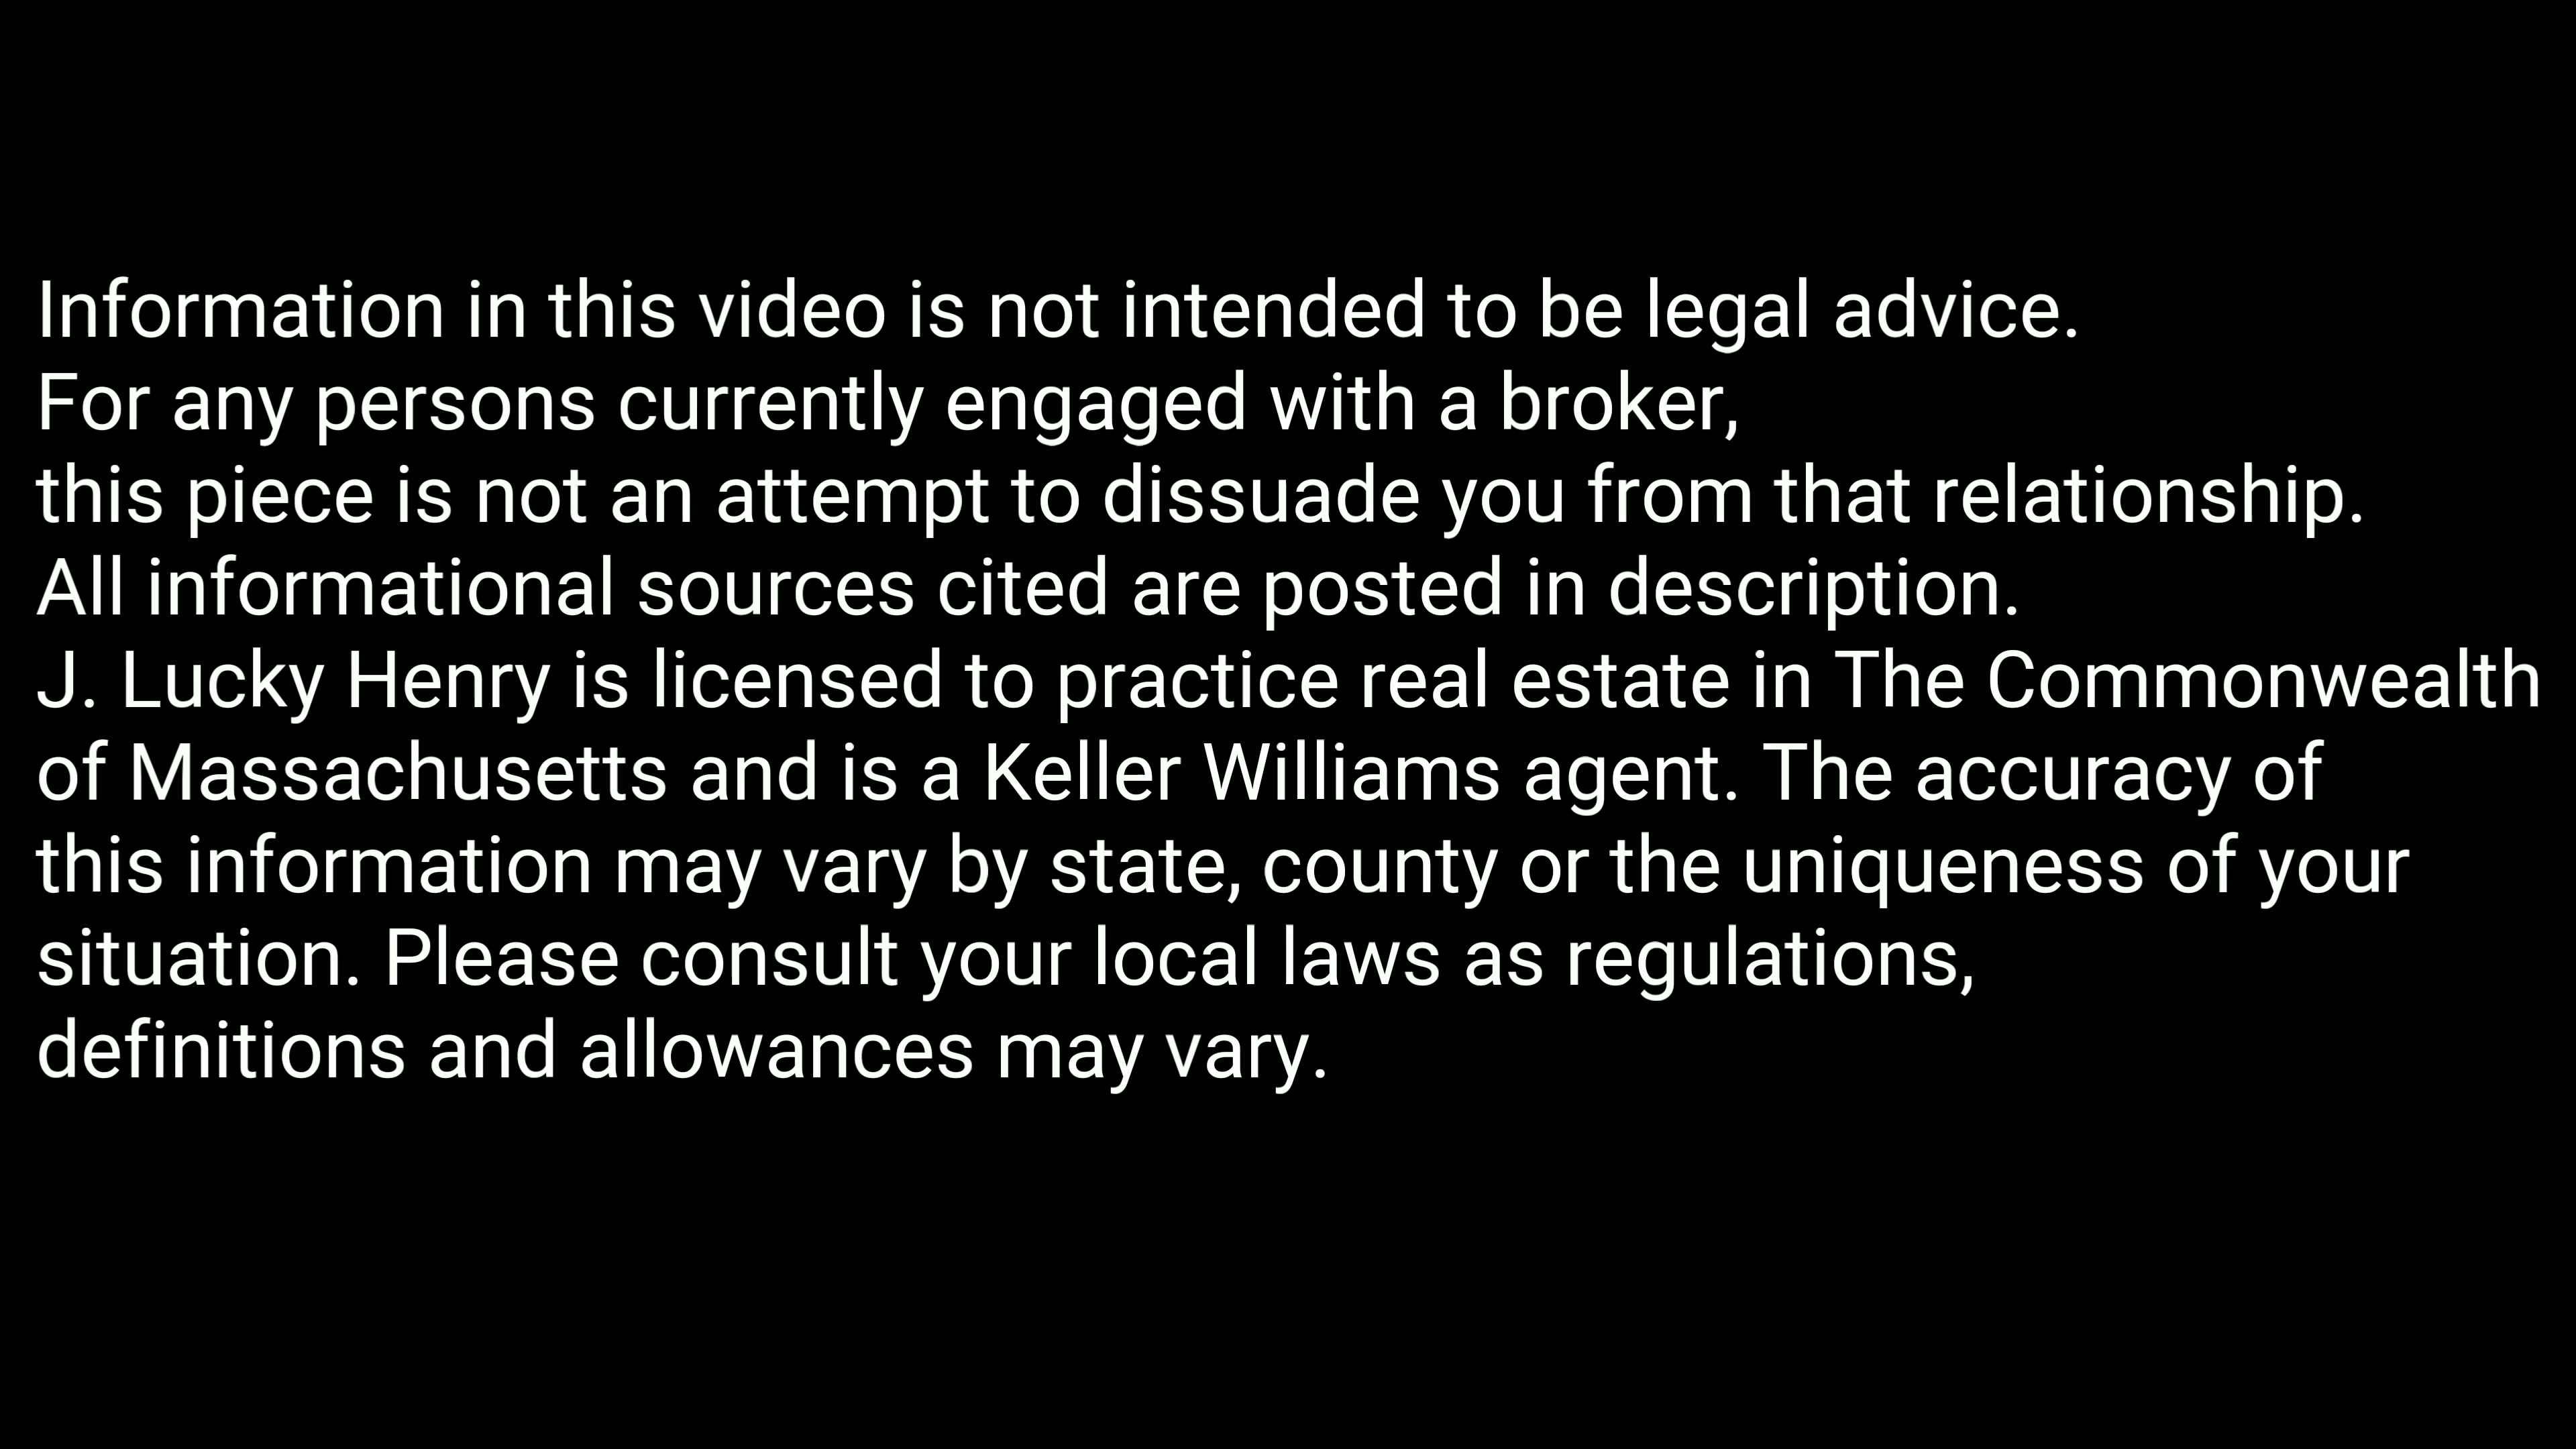 Information in this video is not intended to be legal advice.
For any persons currently engaged with a broker,
this piece is not an attempt to dissuade you from that relationship.
All informational sources cited are posted in description.
J. Lucky Henry is licensed to practice real estate in The Commonwealth
of Massachusetts and is a Keller Williams agent. The accuracy of
this information may vary by state, county or the uniqueness of your
situation. Please consult your local laws as regulations,
definitions and allowances may vary.